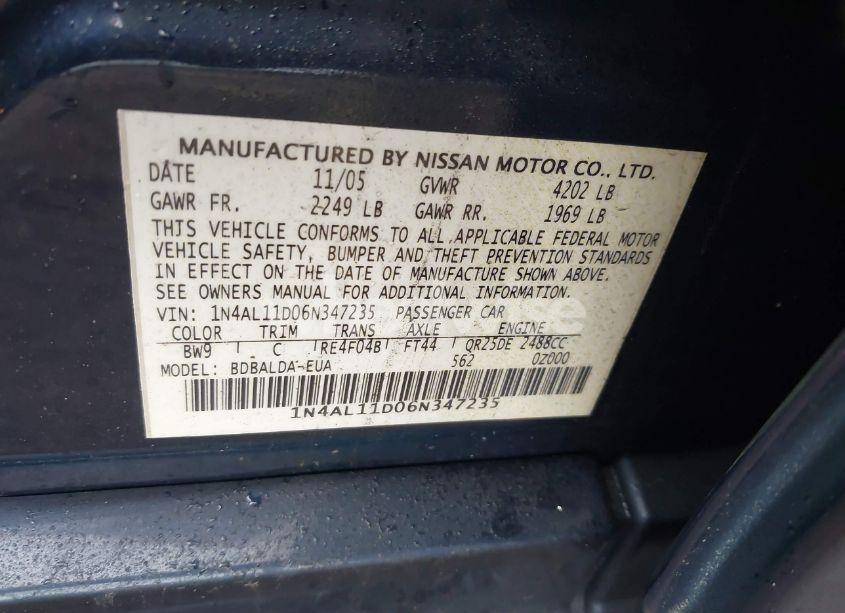 MANUFACTURED BY NISSAN MOTOR CO., LTD.
DATE 11/05 GVWR 4202 LB
GAWR FR. 2249 LB GAWR RR. 1969 LB
THIS VEHICLE CONFORMS TO ALL APPLICABLE FEDERAL MOTOR
VEHICLE SAFETY, BUMPER AND THEFT PREVENTION STANDARDS
IN EFFECT ON THE DATE OF MANUFACTURE SHOWN ABOVE.
SEE OWNERS MANUAL FOR ADDITIONAL INFORMATION.
VIN: 1N4AL11D06N347235 PASSENGER CAR
COLOR TRIM TRANS AXLE ENGINE
BW9 C RE4F04B FT44 QR25DE 2488CC
MODEL: BDBALDA-EUA 562 0Z000
1N4AL11D06N347235